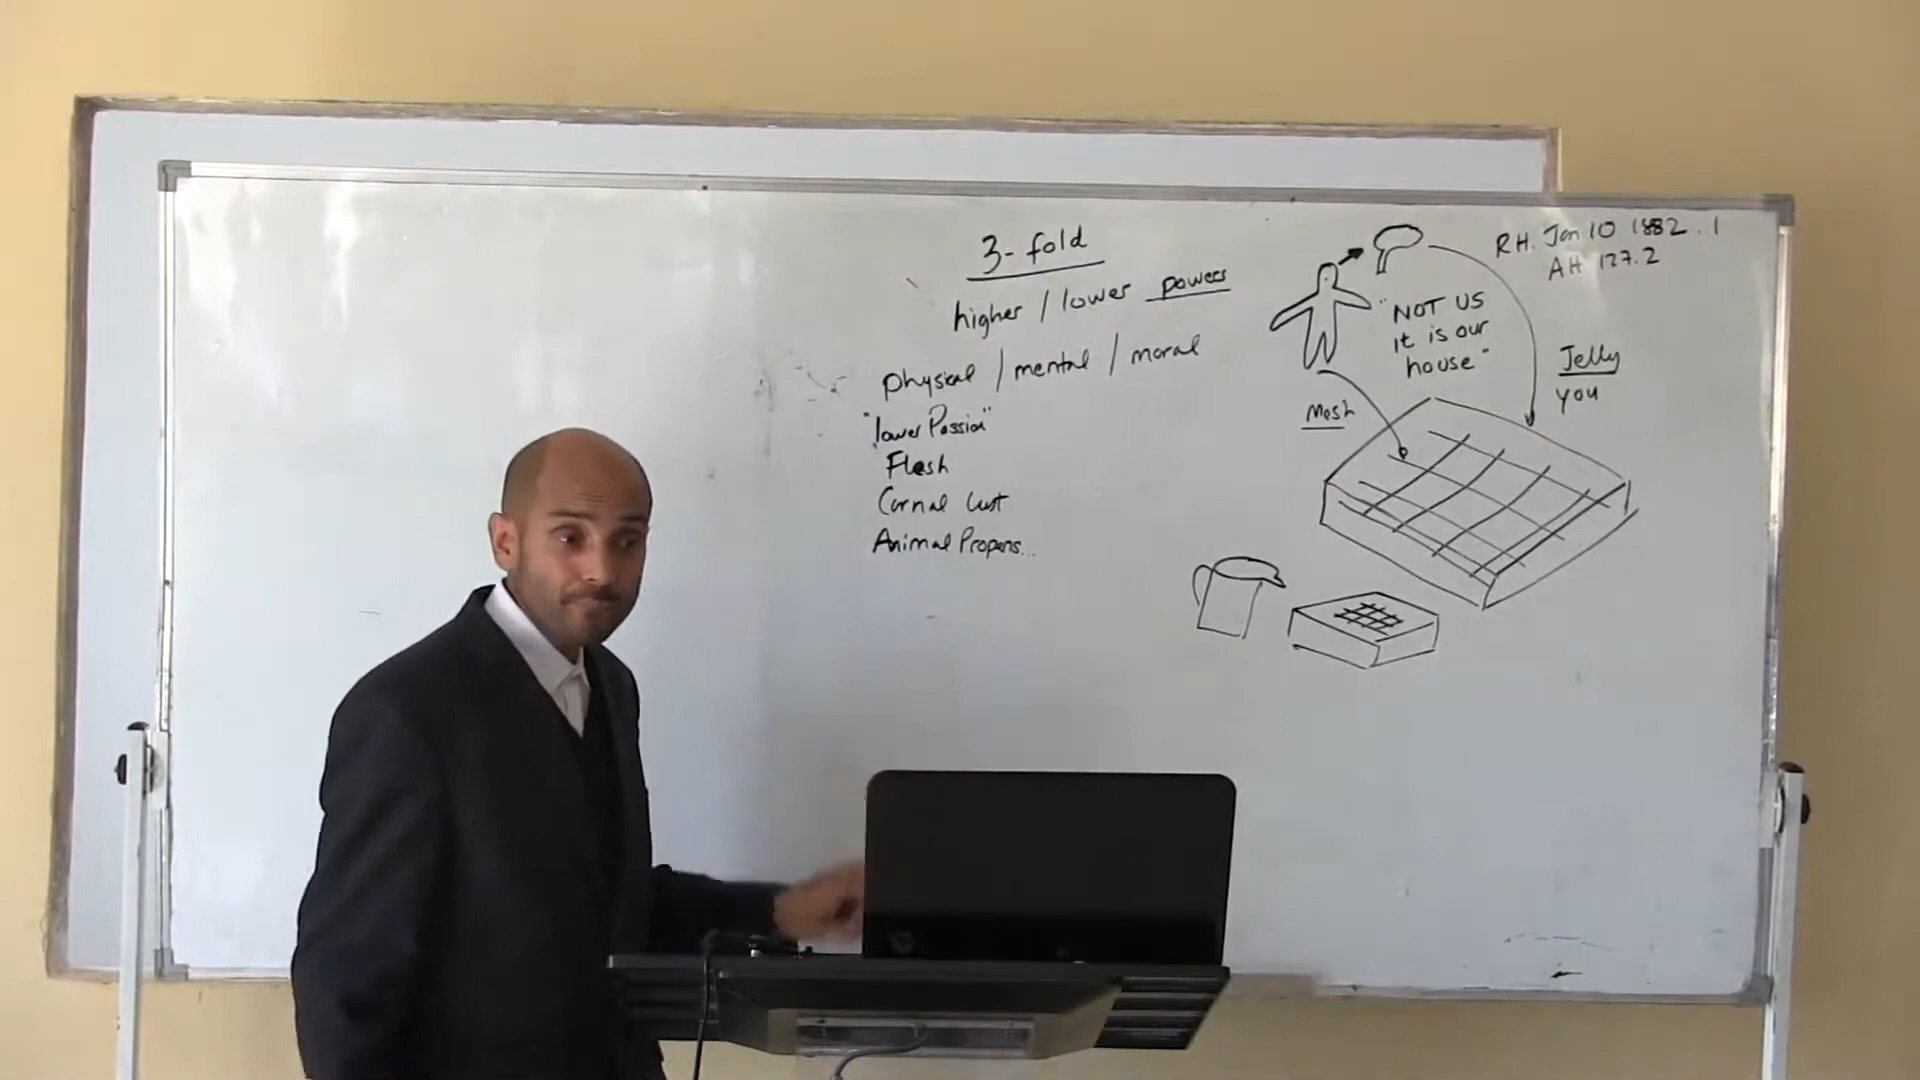 3-fold
higher / lower powers
physical / mental / moral
"lower Passion"
Flesh
Carnal Lust
Animal Propens...
RH. Jan 10 1882.1
AH 127.2
"NOT US
it is our
house"
Jelly
you
Mesh